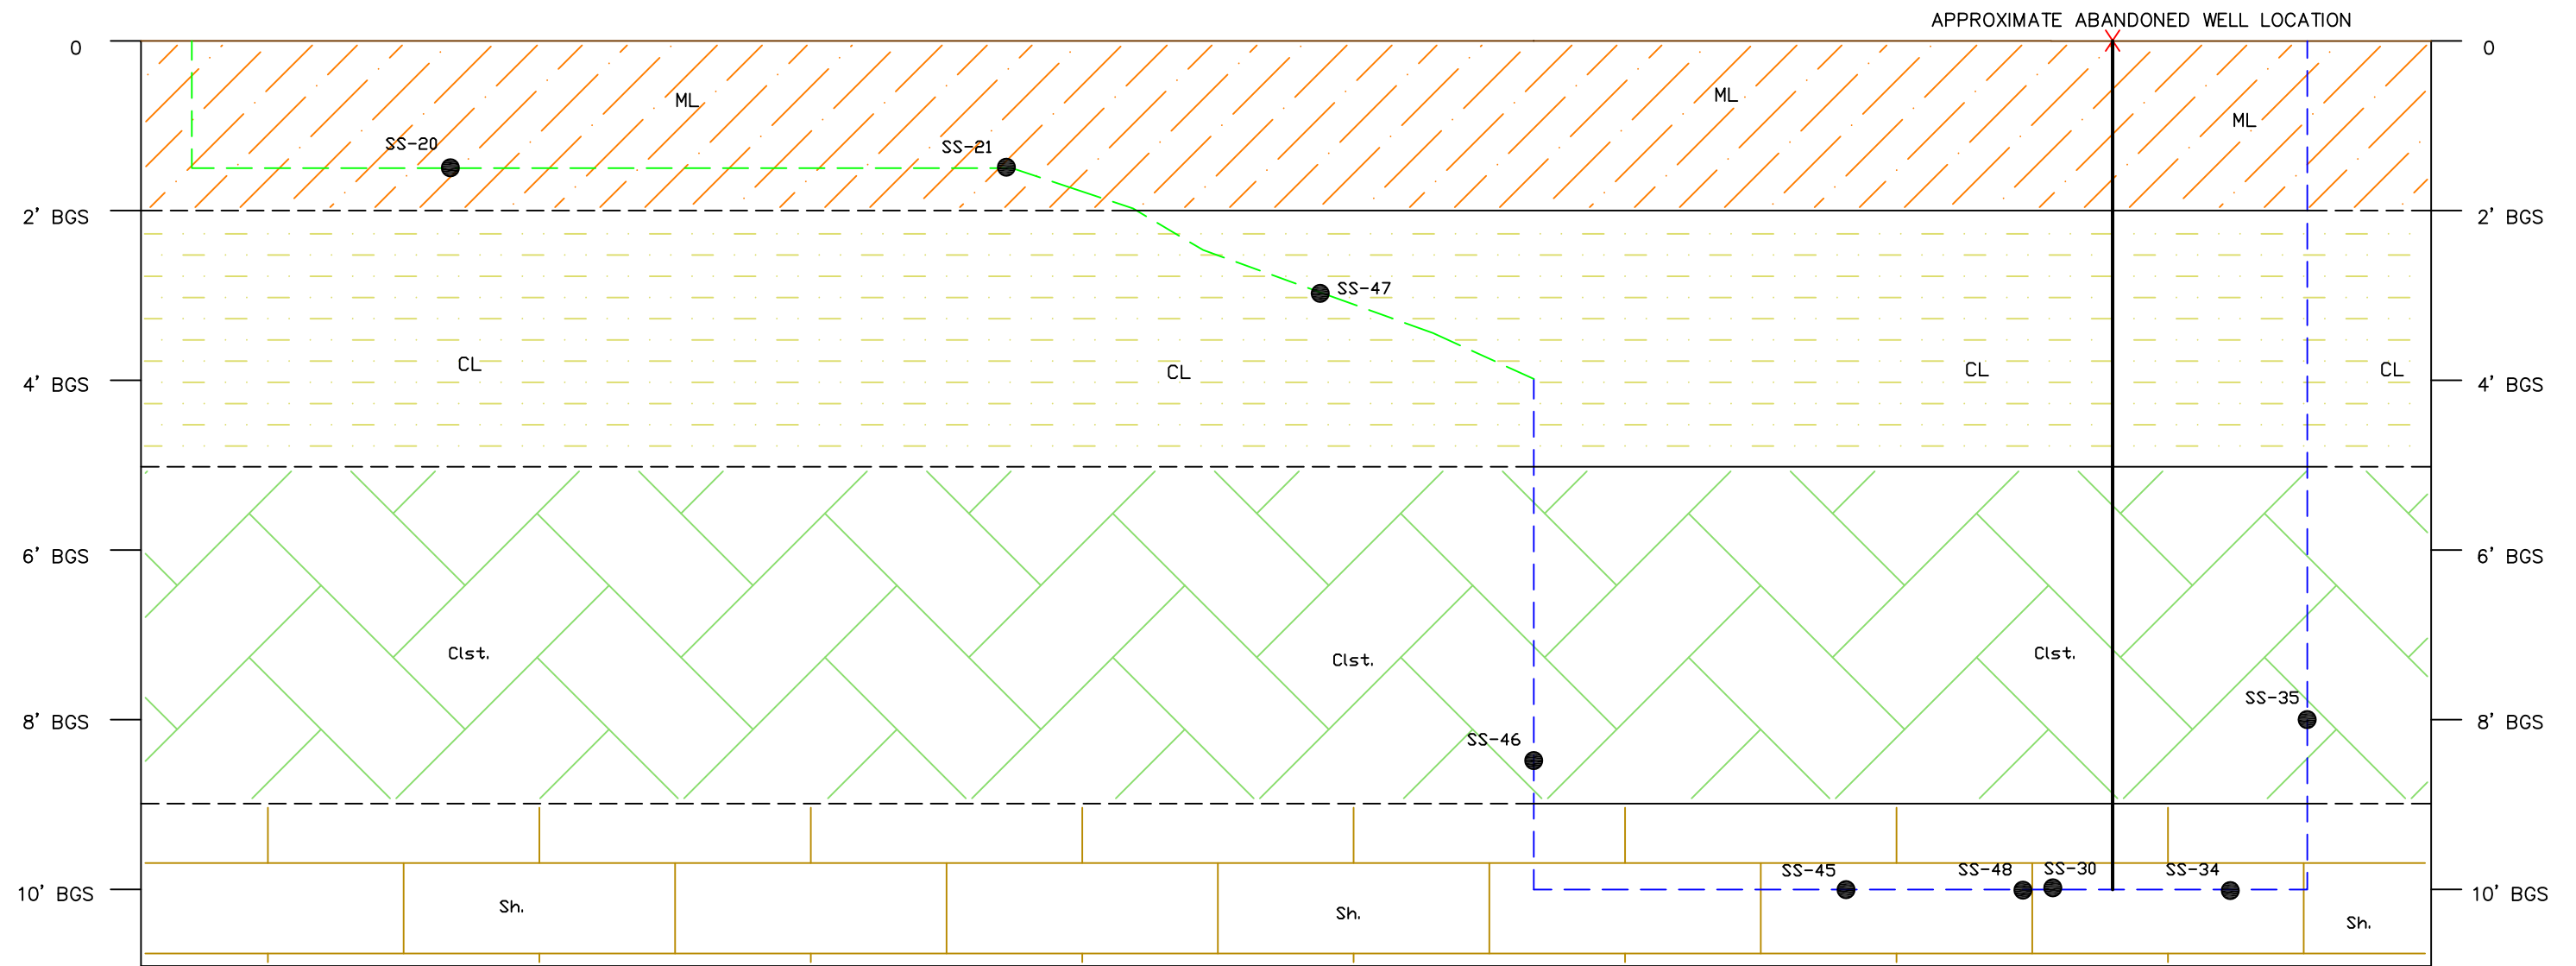 APPROXIMATE ABANDONED WELL LOCATION
0
0
ML
ML
ML
SS-20
SS-21
2' BGS
2' BGS
SS-47
CL
CL
CL
CL
4' BGS
4' BGS
6' BGS
6' BGS
Clst.
Clst.
Clst.
SS-35
8' BGS
8' BGS
SS-46
SS-45
SS-48
SS-30
SS-34
10' BGS
10' BGS
Sh.
Sh.
Sh.